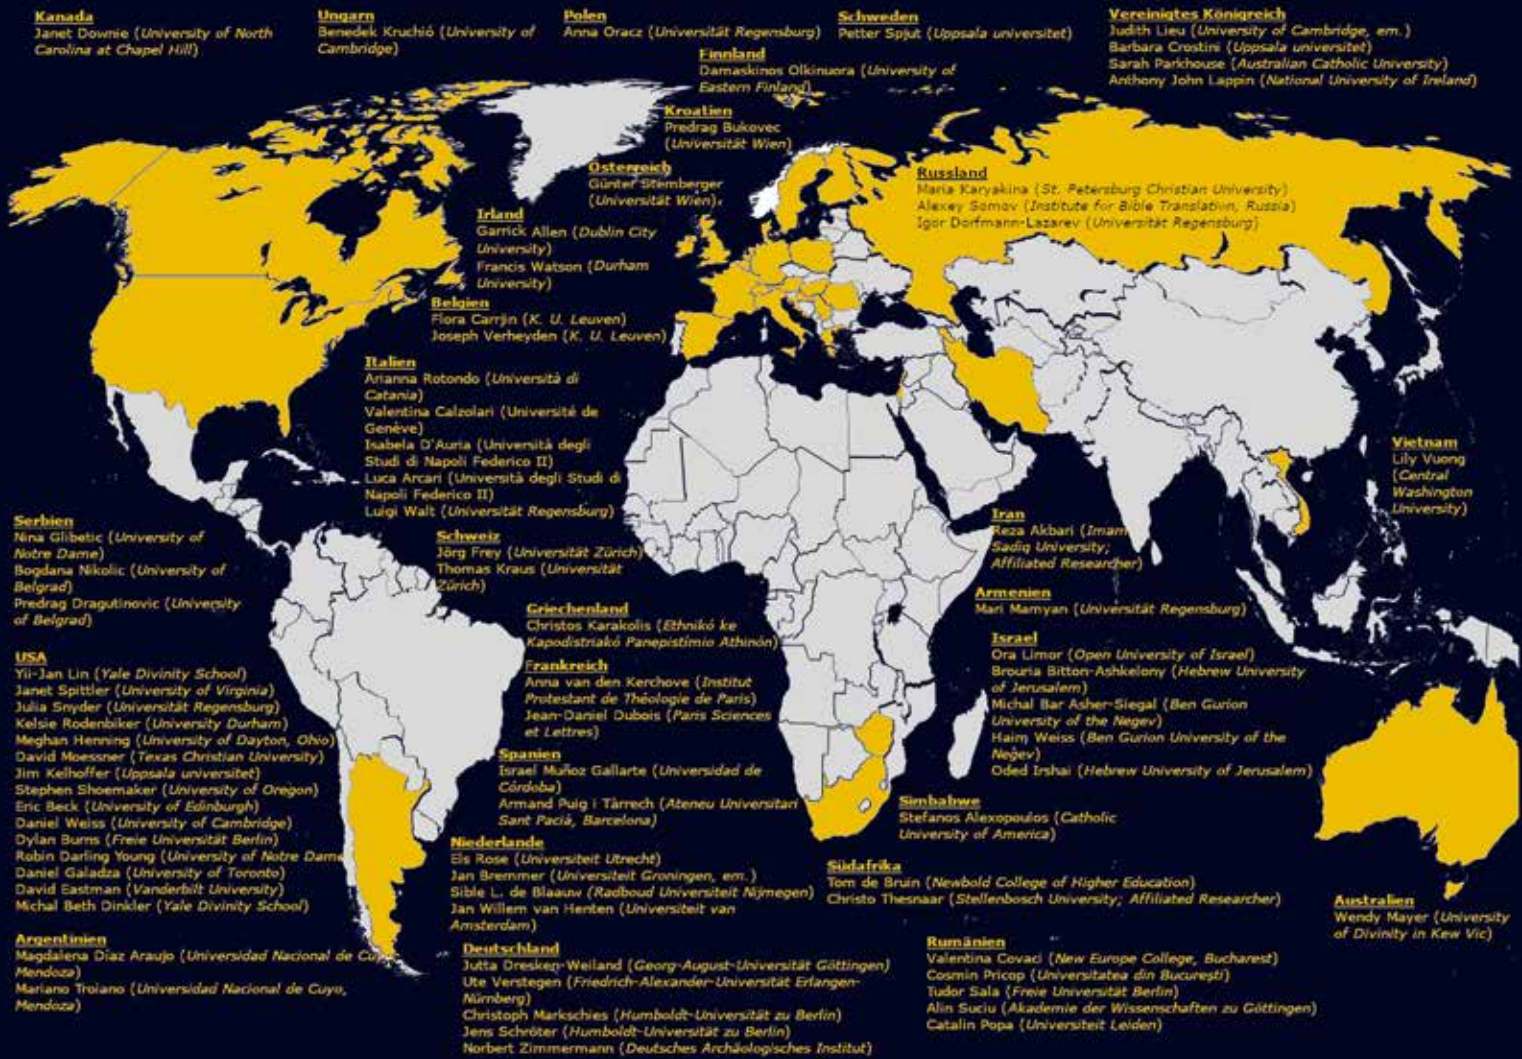 Kanada
Janet Downie (University of North
Carolina at Chapel Hill)
Ungarn
Benedek Kruchió (University of
Cambridge)
Polen
Anna Oracz (Universität Regensburg)
Schweden
Petter Spjut (Uppsala universitet)
Vereinigtes Königreich
Judith Lieu (University of Cambridge, em.)
Barbara Crostini (Uppsala universitet)
Sarah Parkhouse (Australian Catholic University)
Anthony John Lappin (National University of Ireland)
Finnland
Damaskinos Olkinuora (University of
Eastern Finland)
Kroatien
Predrag Bukovec
(Universität Wien)
Österreich
Günter Stemberger
(Universität Wien)
Russland
Maria Karyakina (St. Petersburg Christian University)
Alexey Somov (Institute for Bible Translation, Russia)
Igor Dorfmann-Lazarev (Universität Regensburg)
Irland
Garrick Allen (Dublin City
University)
Francis Watson (Durham
University)
Belgien
Flora Carrjin (K. U. Leuven)
Joseph Verheyden (K. U. Leuven)
Italien
Arianna Rotondo (Università di
Catania)
Valentina Calzolari (Université de
Genève)
Isabela D'Auria (Università degli
Studi di Napoli Federico II)
Luca Arcari (Università degli Studi di
Napoli Federico II)
Luigi Walt (Universität Regensburg)
Vietnam
Lily Vuong
(Central
Washington
University)
Serbien
Nina Glibetic (University of
Notre Dame)
Bogdana Nikolic (University of
Belgrad)
Predrag Dragutinovic (University
of Belgrad)
Schweiz
Jörg Frey (Universität Zürich)
Thomas Kraus (Universität
Zürich)
Iran
Reza Akbari (Imam
Sadiq University;
Affiliated Researcher)
Armenien
Mari Mamyan (Universität Regensburg)
Griechenland
Christos Karakolis (Ethnikó ke
Kapodistriakó Panepistímio Athinón)
Israel
Ora Limor (Open University of Israel)
Brouria Bitton-Ashkelony (Hebrew University
of Jerusalem)
Michal Bar Asher-Siegal (Ben Gurion
University of the Negev)
Haim Weiss (Ben Gurion University of the
Negev)
Oded Irshai (Hebrew University of Jerusalem)
USA
Yii-Jan Lin (Yale Divinity School)
Janet Spittler (University of Virginia)
Julia Snyder (Universität Regensburg)
Kelsie Rodenbiker (University Durham)
Meghan Henning (University of Dayton, Ohio)
David Moessner (Texas Christian University)
Jim Kelhoffer (Uppsala universitet)
Stephen Shoemaker (University of Oregon)
Eric Beck (University of Edinburgh)
Daniel Weiss (University of Cambridge)
Dylan Burns (Freie Universität Berlin)
Robin Darling Young (University of Notre Dame
Daniel Galadza (University of Toronto)
David Eastman (Vanderbilt University)
Michal Beth Dinkler (Yale Divinity School)
Frankreich
Anna van den Kerchove (Institut
Protestant de Théologie de Paris)
Jean-Daniel Dubois (Paris Sciences
et Lettres)
Spanien
Israel Muñoz Gallarte (Universidad de
Córdoba)
Armand Puig i Tàrrech (Ateneu Universitari
Sant Pacià, Barcelona)
Simbabwe
Stefanos Alexopoulos (Catholic
University of America)
Niederlande
Els Rose (Universiteit Utrecht)
Jan Bremmer (Universiteit Groningen, em.)
Sible L. de Blaauw (Radboud Universiteit Nijmegen)
Jan Willem van Henten (Universiteit van
Amsterdam)
Südafrika
Tom de Bruin (Newbold College of Higher Education)
Christo Thesnaar (Stellenbosch University; Affiliated Researcher)
Australien
Wendy Mayer (University
of Divinity in Kew Vic)
Argentinien
Magdalena Díaz Araujo (Universidad Nacional de Cuyo,
Mendoza)
Mariano Troiano (Universidad Nacional de Cuyo,
Mendoza)
Deutschland
Jutta Dresken-Weiland (Georg-August-Universität Göttingen)
Ute Verstegen (Friedrich-Alexander-Universität Erlangen-
Nürnberg)
Christoph Markschies (Humboldt-Universität zu Berlin)
Jens Schröter (Humboldt-Universität zu Berlin)
Norbert Zimmermann (Deutsches Archäologisches Institut)
Rumänien
Valentina Covaci (New Europe College, Bucharest)
Cosmin Pricop (Universitatea din București)
Tudor Sala (Freie Universität Berlin)
Alin Suciu (Akademie der Wissenschaften zu Göttingen)
Catalin Popa (Universiteit Leiden)